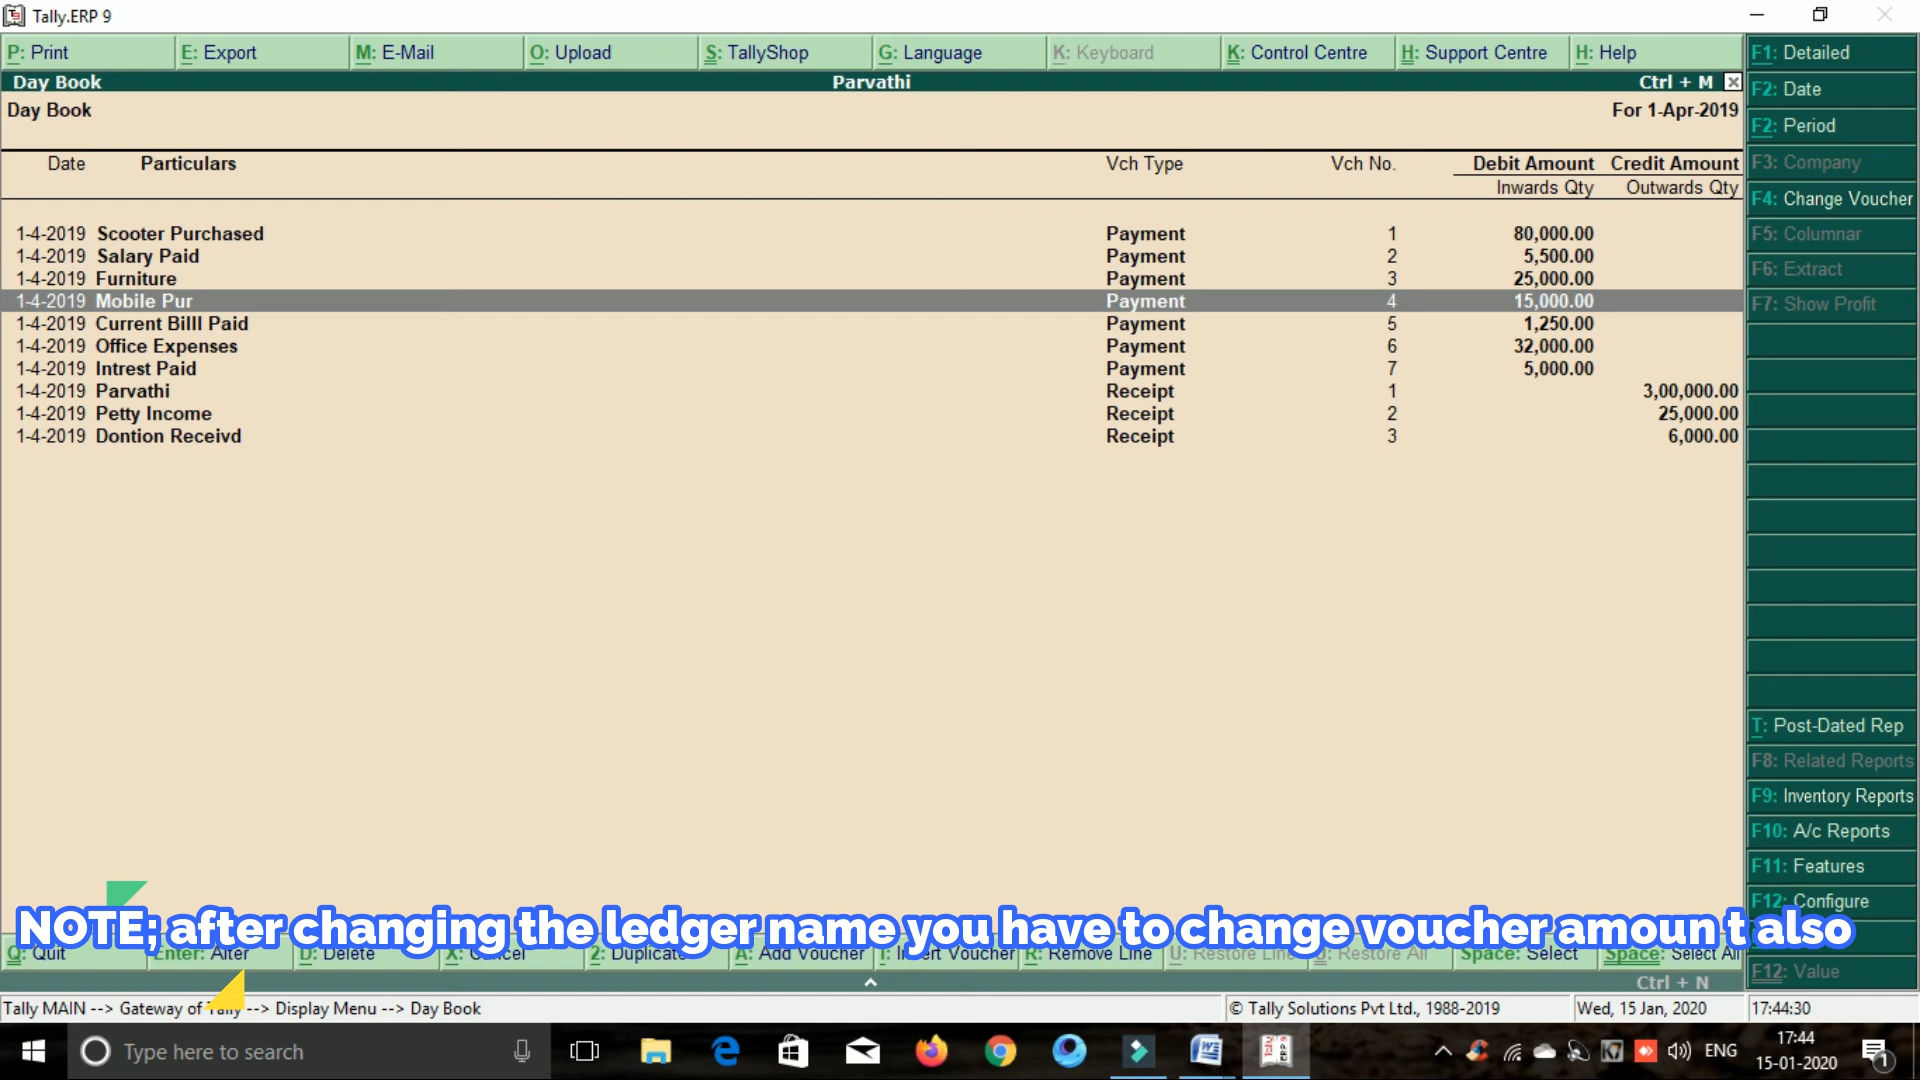 Tally.ERP 9
P: Print E: Export M: E-Mail O: Upload S: TallyShop G: Language K: Keyboard K: Control Centre H: Support Centre H: Help
Day Book Parvathi Ctrl + M
Day Book For 1-Apr-2019
Date Particulars Vch Type Vch No. Debit Amount Credit Amount
Inwards Qty Outwards Qty
1-4-2019 Scooter Purchased Payment 1 80,000.00
1-4-2019 Salary Paid Payment 2 5,500.00
1-4-2019 Furniture Payment 3 25,000.00
1-4-2019 Mobile Pur Payment 4 15,000.00
1-4-2019 Current Billl Paid Payment 5 1,250.00
1-4-2019 Office Expenses Payment 6 32,000.00
1-4-2019 Intrest Paid Payment 7 5,000.00
1-4-2019 Parvathi Receipt 1 3,00,000.00
1-4-2019 Petty Income Receipt 2 25,000.00
1-4-2019 Dontion Receivd Receipt 3 6,000.00
F1: Detailed
F2: Date
F2: Period
F3: Company
F4: Change Voucher
F5: Columnar
F6: Extract
F7: Show Profit
T: Post-Dated Rep
F8: Related Reports
F9: Inventory Reports
F10: A/c Reports
F11: Features
F12: Configure
F12: Value
NOTE; after changing the ledger name you have to change voucher amoun t also
Q: Quit Enter: Alter D: Delete X: Cancel 2: Duplicate A: Add Voucher I: Insert Voucher R: Remove Line U: Restore Line U: Restore All Space: Select Space: Select All
Ctrl + N
Tally MAIN --> Gateway of Tally --> Display Menu --> Day Book © Tally Solutions Pvt Ltd., 1988-2019 Wed, 15 Jan, 2020 17:44:30
Type here to search ENG 17:44
15-01-2020 1